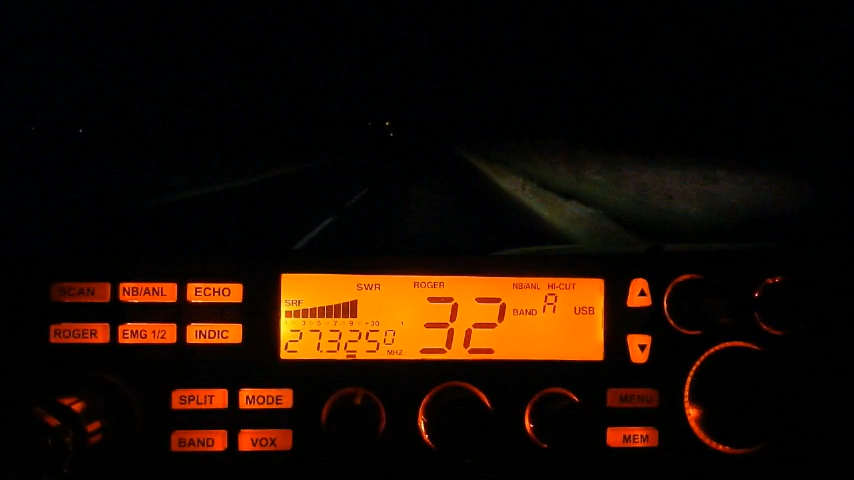 SCAN NB/ANL ECHO
ROGER EMG 1/2 INDIC
SWR ROGER NB/ANL HI-CUT
SRF 32 BAND A USB
27.3250 MHZ
SPLIT MODE
BAND VOX
MENU
MEM